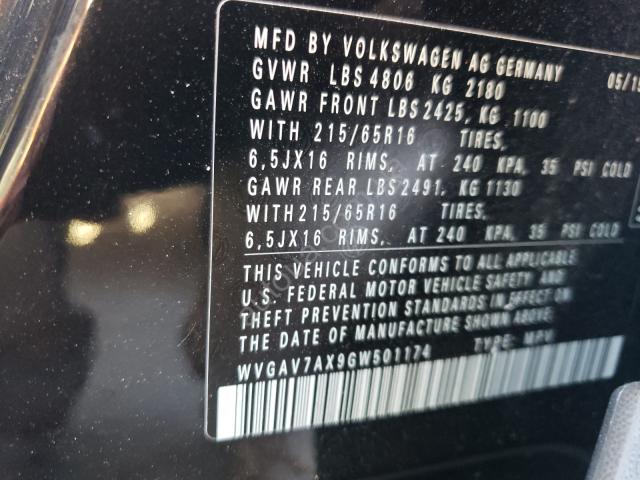 MFD BY VOLKSWAGEN AG GERMANY 05/15
GVWR LBS 4806 KG 2180
GAWR FRONT LBS 2425, KG 1100
WITH 215/65R16 TIRES,
6,5JX16 RIMS, AT 240 KPA, 35 PSI COLD
GAWR REAR LBS 2491, KG 1130
WITH 215/65R16 TIRES,
6,5JX16 RIMS, AT 240 KPA, 35 PSI COLD
THIS VEHICLE CONFORMS TO ALL APPLICABLE
U.S. FEDERAL MOTOR VEHICLE SAFETY AND
THEFT PREVENTION STANDARDS IN EFFECT ON
THE DATE OF MANUFACTURE SHOWN ABOVE.
WVGAV7AX9GW501174 TYPE: MPV